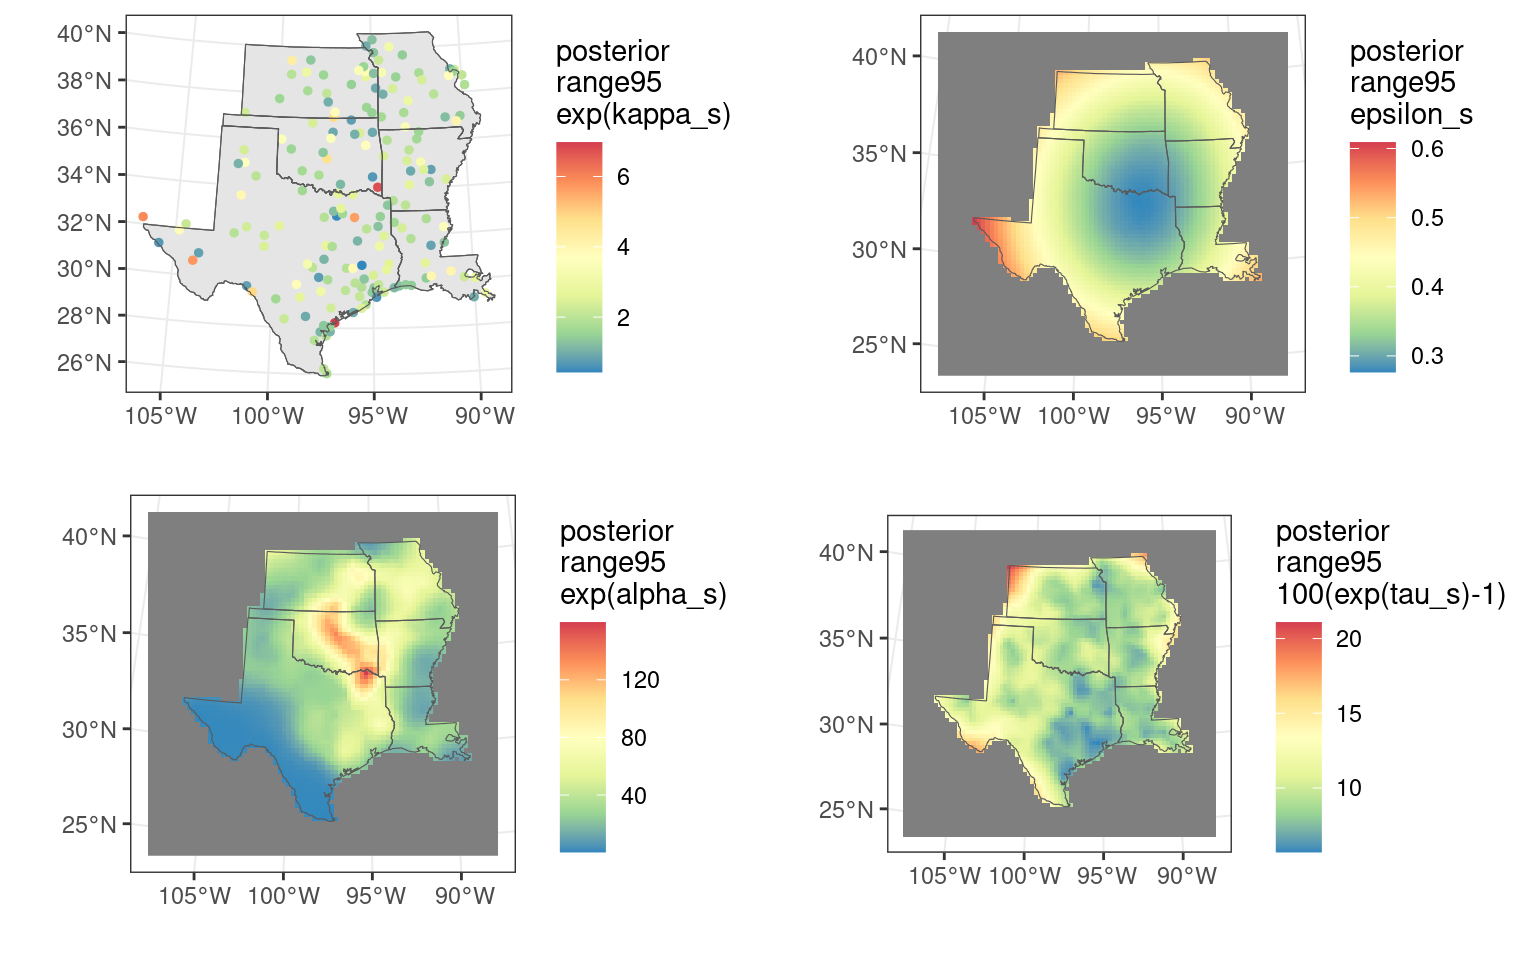 40°N
38°N
36°N
34°N
32°N
30°N
28°N
26°N
105°W 100°W 95°W 90°W
posterior
range95
exp(kappa_s)
6
4
2
40°N
35°N
30°N
25°N
105°W 100°W 95°W 90°W
posterior
range95
epsilon_s
0.6
0.5
0.4
0.3
40°N
35°N
30°N
25°N
105°W 100°W 95°W 90°W
posterior
range95
exp(alpha_s)
120
80
40
40°N
35°N
30°N
25°N
105°W 100°W 95°W 90°W
posterior
range95
100(exp(tau_s)-1)
20
15
10